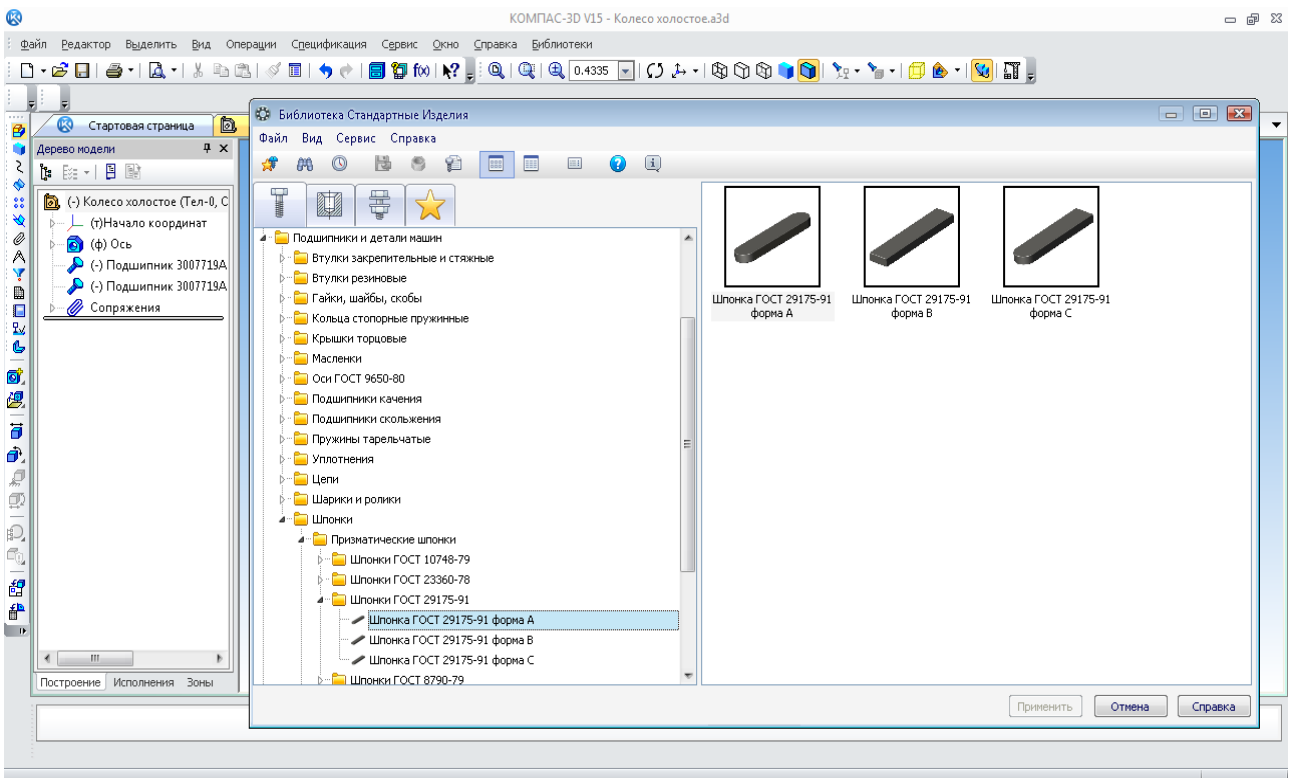 КОМПАС-3D V15 - Колесо холостое.a3d
Файл Редактор Выделить Вид Операции Спецификация Сервис Окно Справка Библиотеки
0.4335
Стартовая страница
Дерево модели
(-) Колесо холостое (Тел-0, С
(т)Начало координат
(ф) Ось
(-) Подшипник 3007719А
(-) Подшипник 3007719А
Сопряжения
Построение Исполнения Зоны
Библиотека Стандартные Изделия
Файл Вид Сервис Справка
Подшипники и детали машин
Втулки закрепительные и стяжные
Втулки резиновые
Гайки, шайбы, скобы
Кольца стопорные пружинные
Крышки торцовые
Масленки
Оси ГОСТ 9650-80
Подшипники качения
Подшипники скольжения
Пружины тарельчатые
Уплотнения
Цепи
Шарики и ролики
Шпонки
Призматические шпонки
Шпонки ГОСТ 10748-79
Шпонки ГОСТ 23360-78
Шпонки ГОСТ 29175-91
Шпонка ГОСТ 29175-91 форма А
Шпонка ГОСТ 29175-91 форма В
Шпонка ГОСТ 29175-91 форма С
Шпонки ГОСТ 8790-79
Шпонка ГОСТ 29175-91
форма А
Шпонка ГОСТ 29175-91
форма В
Шпонка ГОСТ 29175-91
форма С
Применить Отмена Справка